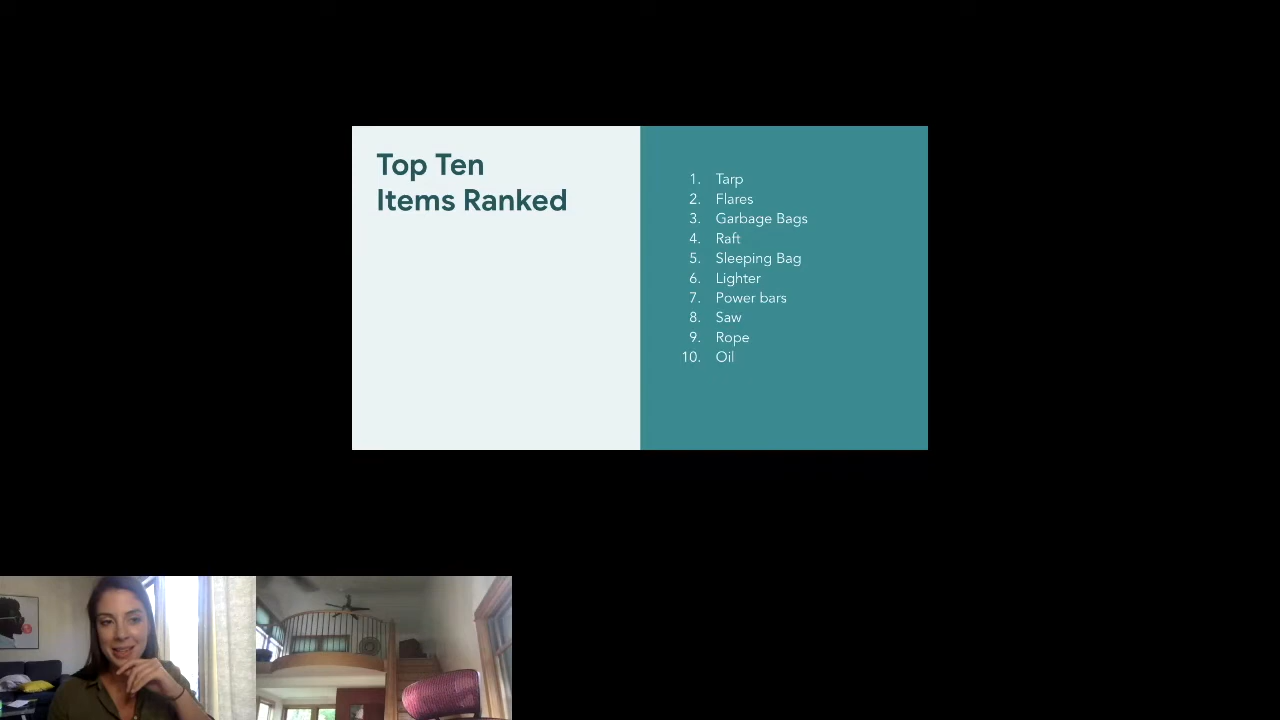 Top Ten
Items Ranked
1. Tarp
2. Flares
3. Garbage Bags
4. Raft
5. Sleeping Bag
6. Lighter
7. Power bars
8. Saw
9. Rope
10. Oil